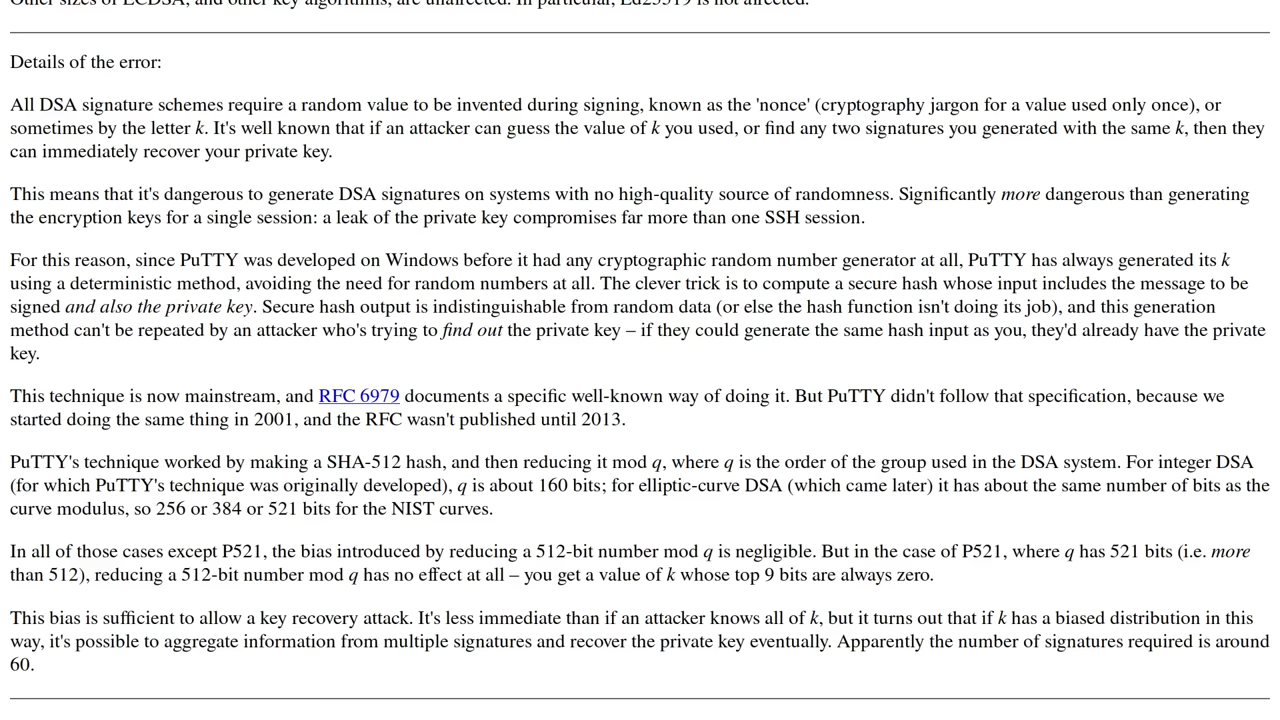 Other sizes of ECDSA, and other key algorithms, are unaffected. In particular, Ed25519 is not affected.
Details of the error:
All DSA signature schemes require a random value to be invented during signing, known as the 'nonce' (cryptography jargon for a value used only once), or
sometimes by the letter k. It's well known that if an attacker can guess the value of k you used, or find any two signatures you generated with the same k, then they
can immediately recover your private key.
This means that it's dangerous to generate DSA signatures on systems with no high-quality source of randomness. Significantly more dangerous than generating
the encryption keys for a single session: a leak of the private key compromises far more than one SSH session.
For this reason, since PuTTY was developed on Windows before it had any cryptographic random number generator at all, PuTTY has always generated its k
using a deterministic method, avoiding the need for random numbers at all. The clever trick is to compute a secure hash whose input includes the message to be
signed and also the private key. Secure hash output is indistinguishable from random data (or else the hash function isn't doing its job), and this generation
method can't be repeated by an attacker who's trying to find out the private key – if they could generate the same hash input as you, they'd already have the private
key.
This technique is now mainstream, and RFC 6979 documents a specific well-known way of doing it. But PuTTY didn't follow that specification, because we
started doing the same thing in 2001, and the RFC wasn't published until 2013.
PuTTY's technique worked by making a SHA-512 hash, and then reducing it mod q, where q is the order of the group used in the DSA system. For integer DSA
(for which PuTTY's technique was originally developed), q is about 160 bits; for elliptic-curve DSA (which came later) it has about the same number of bits as the
curve modulus, so 256 or 384 or 521 bits for the NIST curves.
In all of those cases except P521, the bias introduced by reducing a 512-bit number mod q is negligible. But in the case of P521, where q has 521 bits (i.e. more
than 512), reducing a 512-bit number mod q has no effect at all – you get a value of k whose top 9 bits are always zero.
This bias is sufficient to allow a key recovery attack. It's less immediate than if an attacker knows all of k, but it turns out that if k has a biased distribution in this
way, it's possible to aggregate information from multiple signatures and recover the private key eventually. Apparently the number of signatures required is around
60.